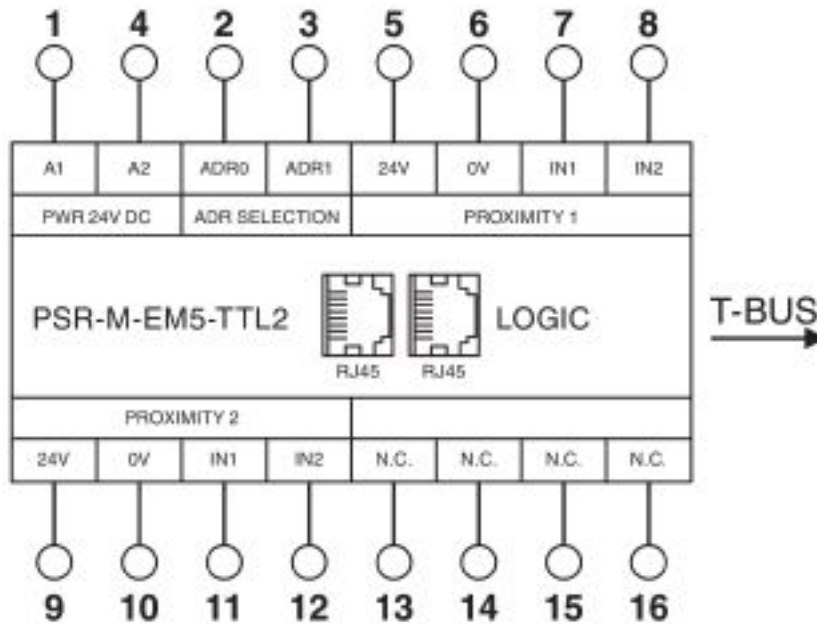 1 4 2 3 5 6 7 8
A1 A2 ADR0 ADR1 24V 0V IN1 IN2
PWR 24V DC ADR SELECTION PROXIMITY 1
PSR-M-EM5-TTL2 LOGIC T-BUS
RJ45 RJ45
PROXIMITY 2
24V 0V IN1 IN2 N.C. N.C. N.C. N.C.
9 10 11 12 13 14 15 16